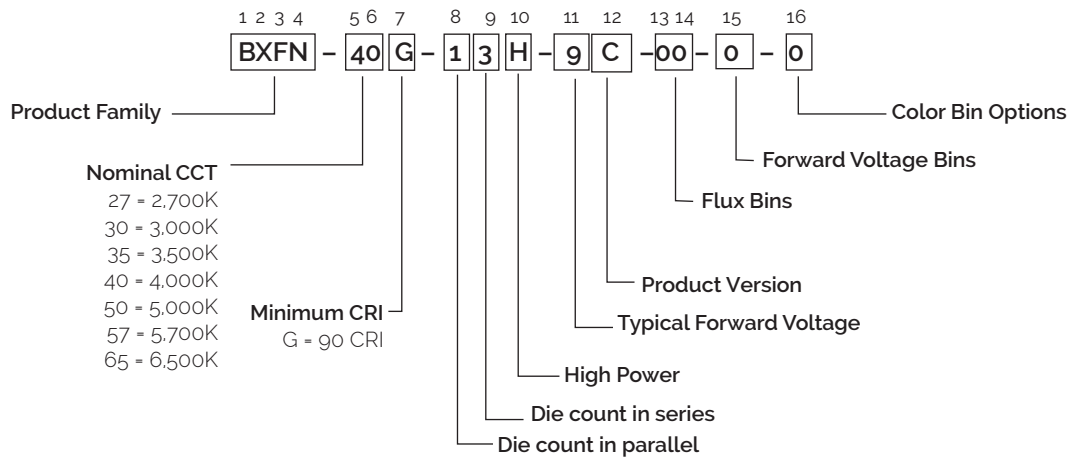 1 2 3 4 5 6 7 8 9 10 11 12 13 14 15 16
BXFN – 40 G – 1 3 H – 9 C – 00 – 0 – 0
Product Family
Color Bin Options
Forward Voltage Bins
Nominal CCT
27 = 2,700K
30 = 3,000K
35 = 3,500K
40 = 4,000K
50 = 5,000K
57 = 5,700K
65 = 6,500K
Flux Bins
Product Version
Minimum CRI
G = 90 CRI
Typical Forward Voltage
High Power
Die count in series
Die count in parallel